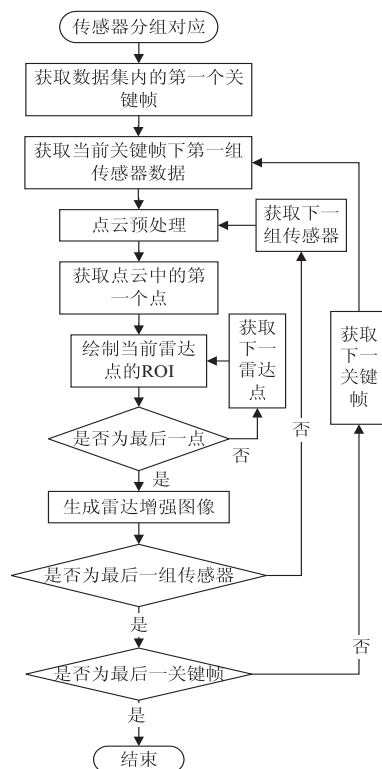 传感器分组对应
获取数据集内的第一个关
键帧
获取当前关键帧下第一组
传感器数据
点云预处理
获取下一
组传感器
获取点云中的第
一个点
绘制当前雷达
点的ROI
获取
下一
雷达
点
获取
下一
关键
帧
是否为最后一点
否
否
是
生成雷达增强图像
是否为最后一组传感器
是
否
是否为最后一关键帧
是
结束